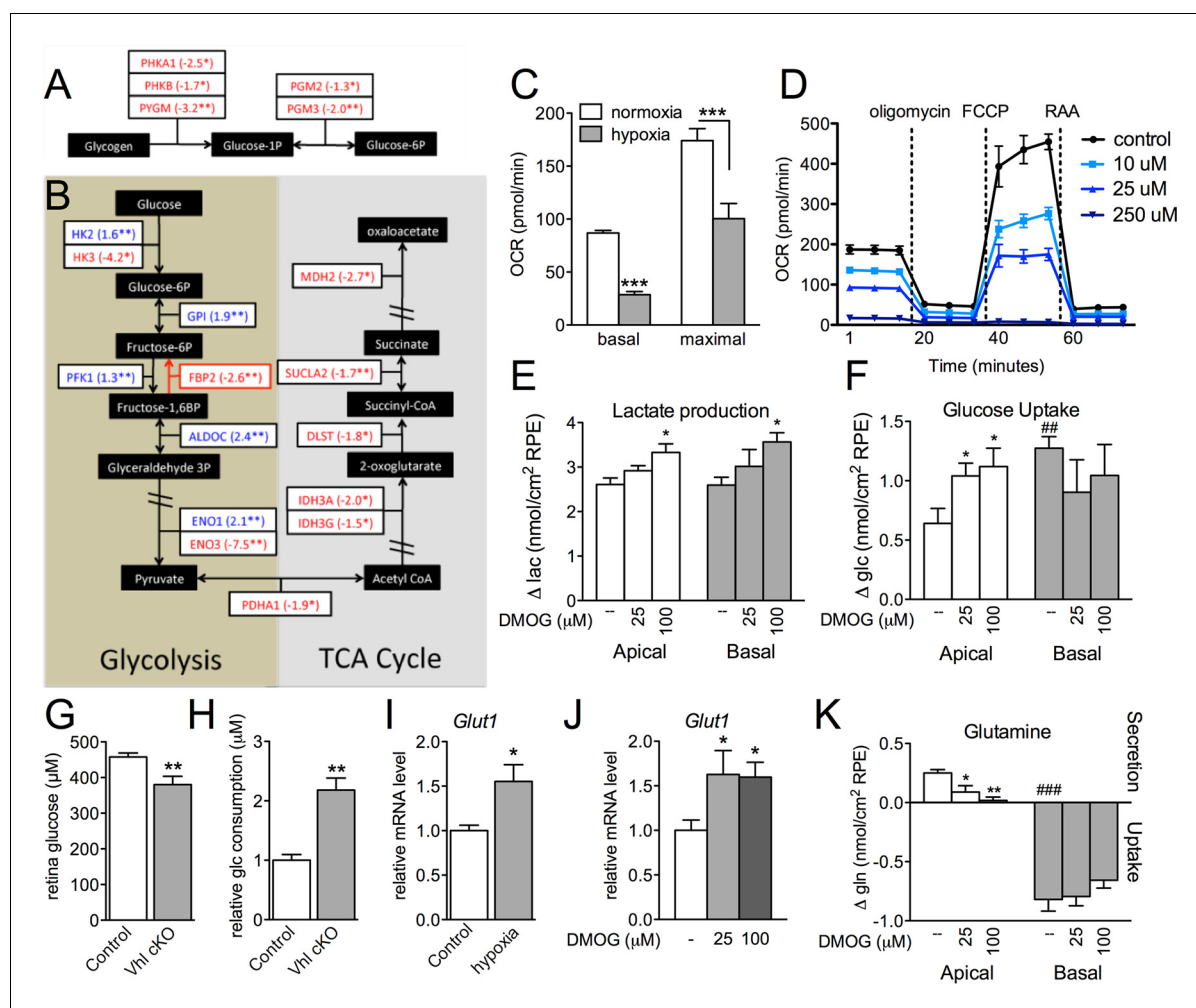 A
PHKA1 (-2.5*)
PHKB (-1.7*)
PYGM (-3.2**)
PGM2 (-1.3*)
PGM3 (-2.0**)
Glycogen
Glucose-1P
Glucose-6P
B
Glucose
HK2 (1.6**)
HK3 (-4.2*)
Glucose-6P
GPI (1.9**)
Fructose-6P
PFK1 (1.3**)
FBP2 (-2.6**)
Fructose-1,6BP
ALDOC (2.4**)
Glyceraldehyde 3P
ENO1 (2.1**)
ENO3 (-7.5**)
Pyruvate
PDHA1 (-1.9*)
Glycolysis
oxaloacetate
MDH2 (-2.7*)
Succinate
SUCLA2 (-1.7**)
Succinyl-CoA
DLST (-1.8*)
2-oxoglutarate
IDH3A (-2.0*)
IDH3G (-1.5*)
Acetyl CoA
TCA Cycle
C
normoxia
hypoxia
OCR (pmol/min)
200
150
100
50
0
***
***
basal
maximal
D
oligomycin
FCCP
RAA
OCR (pmol/min)
500
400
300
200
100
0
control
10 uM
25 uM
250 uM
1
20
40
60
Time (minutes)
E
Lactate production
Δ lac (nmol/cm² RPE)
4
3
2
1
0
*
*
DMOG (μM)
--
25
100
--
25
100
Apical
Basal
F
Glucose Uptake
Δ glc (nmol/cm² RPE)
1.5
1.0
0.5
0.0
*
*
##
DMOG (μM)
--
25
100
--
25
100
Apical
Basal
G
retina glucose (μM)
500
400
300
200
100
0
**
Control
Vhl cKO
H
relative glc consumption (μM)
3
2
1
0
**
Control
Vhl cKO
I
Glut1
relative mRNA level
2.0
1.5
1.0
0.5
0.0
*
Control
hypoxia
J
Glut1
relative mRNA level
2.0
1.5
1.0
0.5
0.0
*
*
DMOG (μM)
-
25
100
K
Glutamine
Δ gln (nmol/cm² RPE)
0.5
0.0
-0.5
-1.0
*
**
###
Secretion
Uptake
DMOG (μM)
--
25
100
--
25
100
Apical
Basal